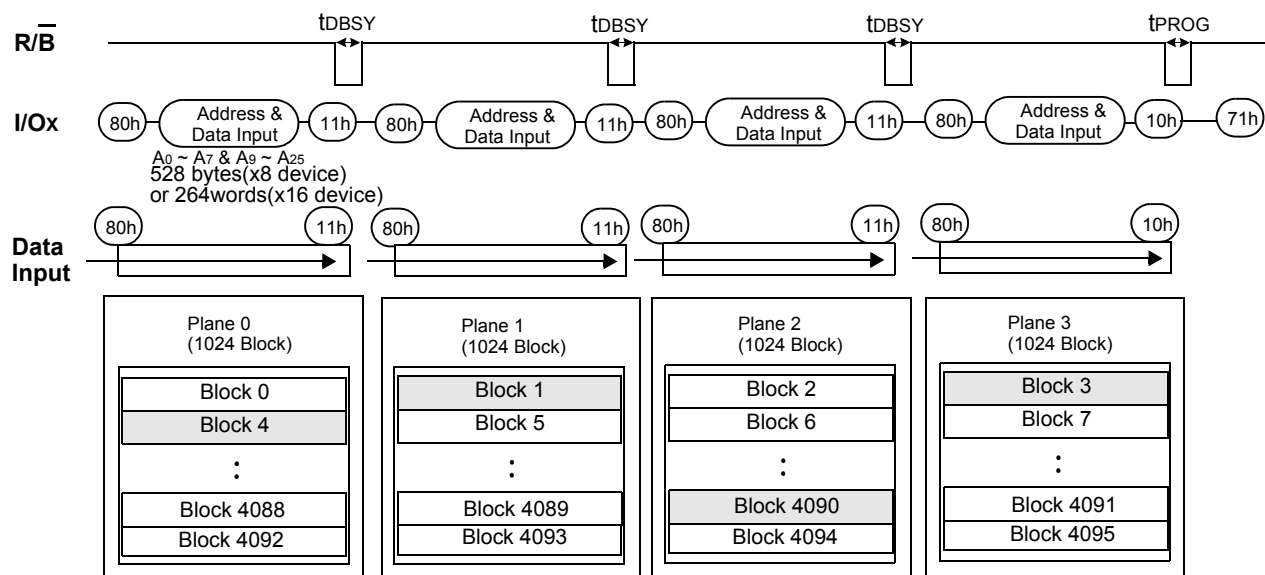 tDBSY tDBSY tDBSY tPROG
R/B
I/Ox 80h Address & Data Input 11h 80h Address & Data Input 11h 80h Address & Data Input 11h 80h Address & Data Input 10h 71h
A0 ~ A7 & A9 ~ A25
528 bytes(x8 device)
or 264words(x16 device)
Data Input 80h 11h 80h 11h 80h 11h 80h 10h
Plane 0
(1024 Block)
Block 0
Block 4
:
Block 4088
Block 4092
Plane 1
(1024 Block)
Block 1
Block 5
:
Block 4089
Block 4093
Plane 2
(1024 Block)
Block 2
Block 6
:
Block 4090
Block 4094
Plane 3
(1024 Block)
Block 3
Block 7
:
Block 4091
Block 4095